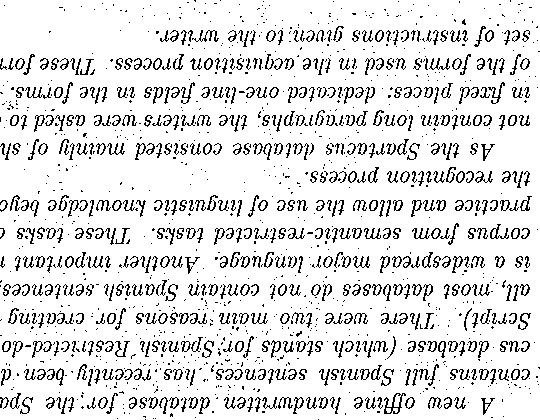 A new offline handwritten database for the Spa
contains full Spanish sentences, has recently been d
cus database (which stands for Spanish Restricted-do
Script). There were two main reasons for creating
all, most databases do not contain Spanish sentences,
is a widespread major language. Another important
corpus from semantic-restricted tasks. These tasks
practice and allow the use of linguistic knowledge beyo
the recognition process.
As the Spartacus database consisted mainly of sh
not contain long paragraphs, the writers were asked to
in fixed places: dedicated one-line fields in the forms.
of the forms used in the acquisition process. These for
set of instructions given to the writer.